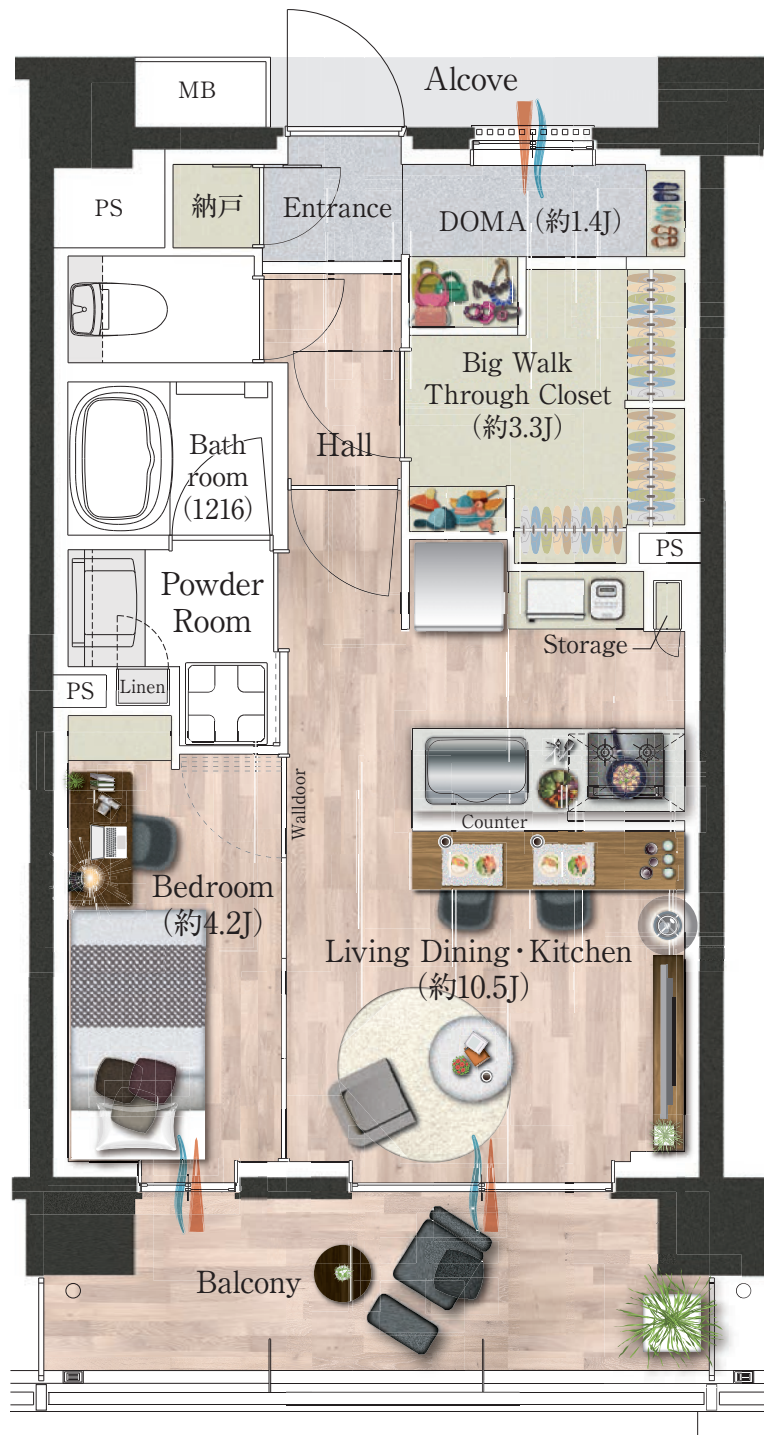 MB
Alcove
PS
納戸
Entrance
DOMA (約1.4J)
Big Walk
Through Closet
(約3.3J)
Hall
Bath
room
(1216)
PS
Powder
Room
Storage
PS
Linen
Walldoor
Counter
Bedroom
(約4.2J)
Living Dining・Kitchen
(約10.5J)
Balcony